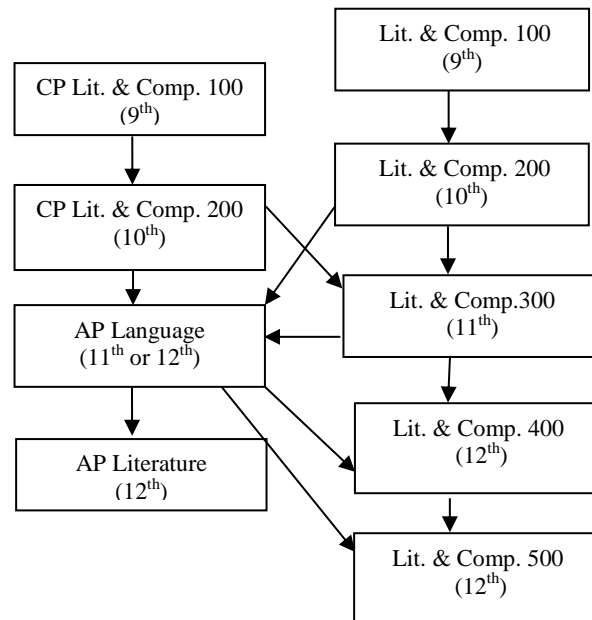 Lit. & Comp. 100
(9th)
CP Lit. & Comp. 100
(9th)
Lit. & Comp. 200
(10th)
CP Lit. & Comp. 200
(10th)
Lit. & Comp.300
(11th)
AP Language
(11th or 12th)
Lit. & Comp. 400
(12th)
AP Literature
(12th)
Lit. & Comp. 500
(12th)